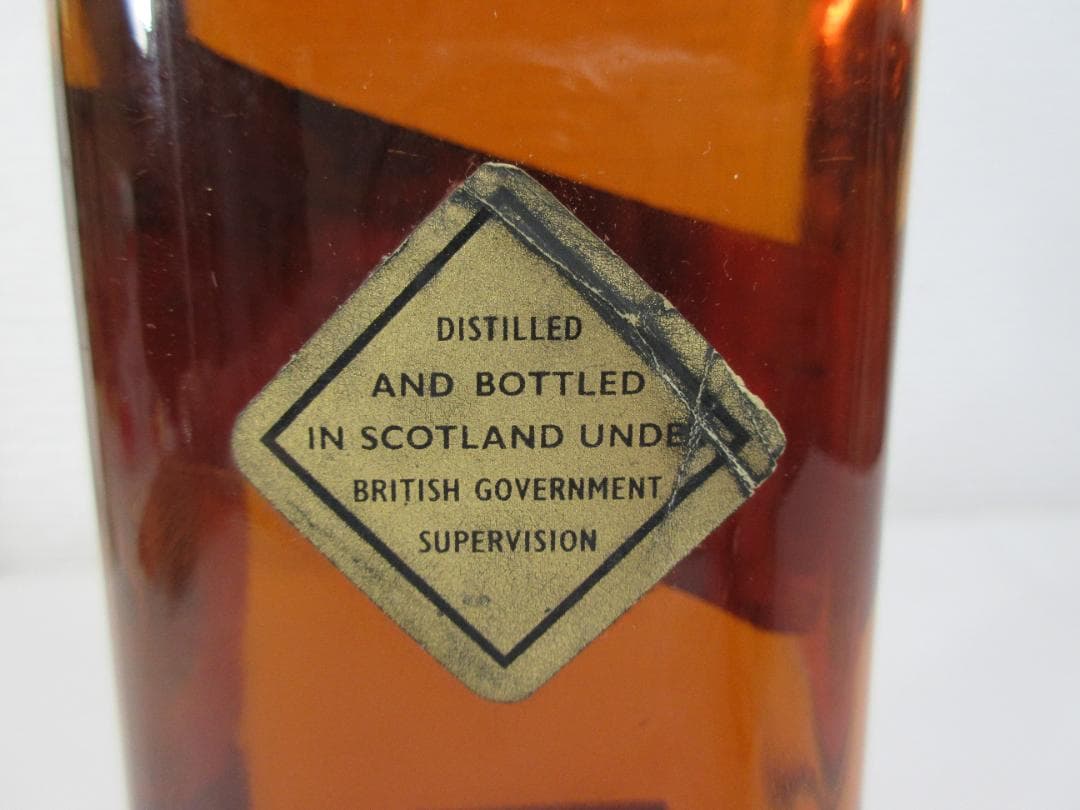 DISTILLED
AND BOTTLED
IN SCOTLAND UNDE
BRITISH GOVERNMENT
SUPERVISION